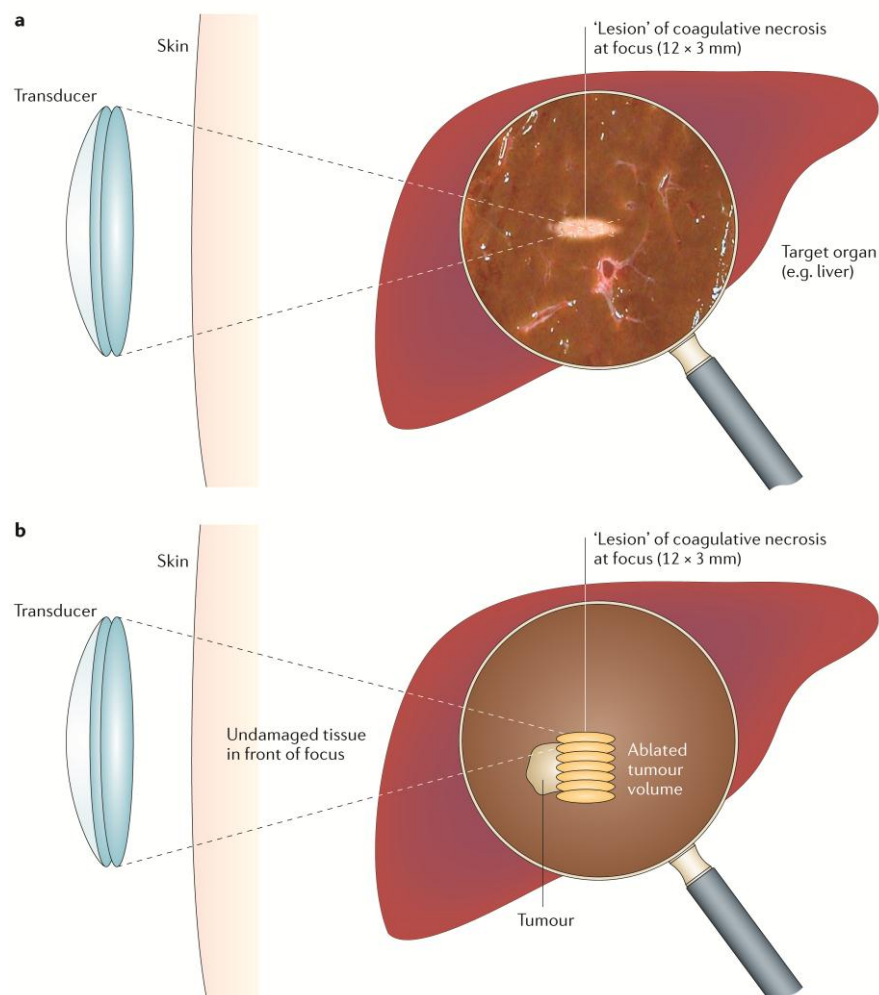 a
Skin
Transducer
‘Lesion’ of coagulative necrosis
at focus (12 × 3 mm)
Target organ
(e.g. liver)
b
Skin
Transducer
‘Lesion’ of coagulative necrosis
at focus (12 × 3 mm)
Undamaged tissue
in front of focus
Ablated
tumour
volume
Tumour